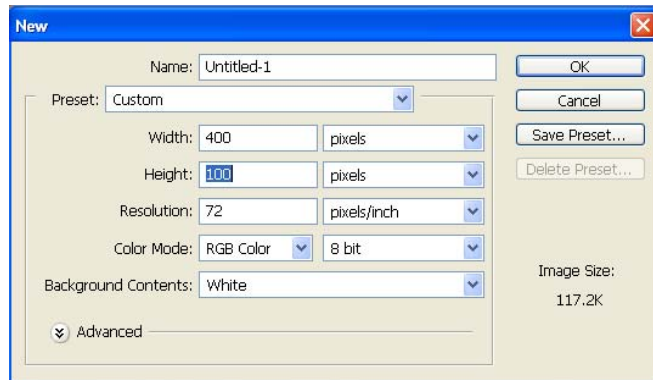 New
Name: Untitled-1
OK
Preset: Custom
Cancel
Width: 400 pixels
Save Preset...
Height: 100 pixels
Delete Preset...
Resolution: 72 pixels/inch
Color Mode: RGB Color 8 bit
Background Contents: White
Image Size:
117.2K
Advanced